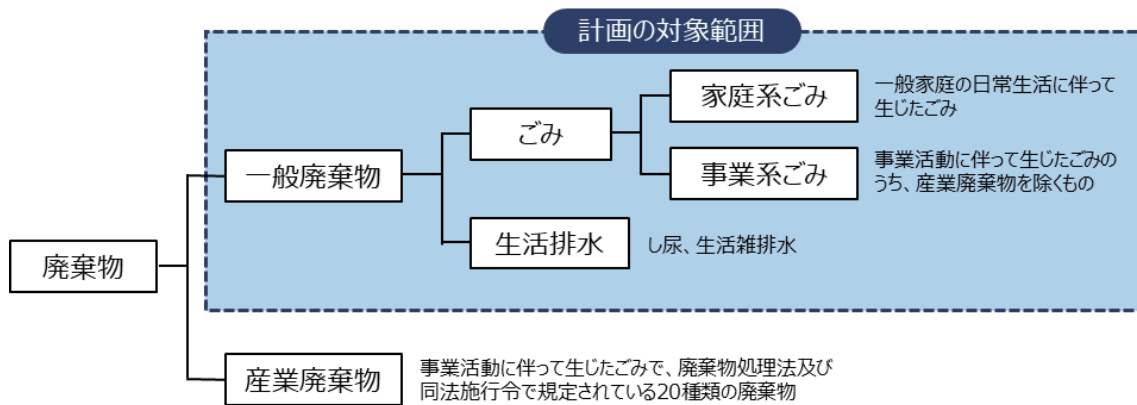 計画の対象範囲
家庭系ごみ
一般家庭の日常生活に伴って
生じたごみ
ごみ
事業系ごみ
事業活動に伴って生じたごみの
うち、産業廃棄物を除くもの
一般廃棄物
生活排水
し尿、生活雑排水
廃棄物
産業廃棄物
事業活動に伴って生じたごみで、廃棄物処理法及び
同法施行令で規定されている20種類の廃棄物